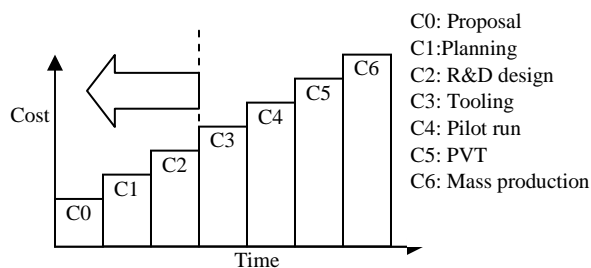 Cost
C0
C1
C2
C3
C4
C5
C6
Time
C0: Proposal
C1:Planning
C2: R&D design
C3: Tooling
C4: Pilot run
C5: PVT
C6: Mass production